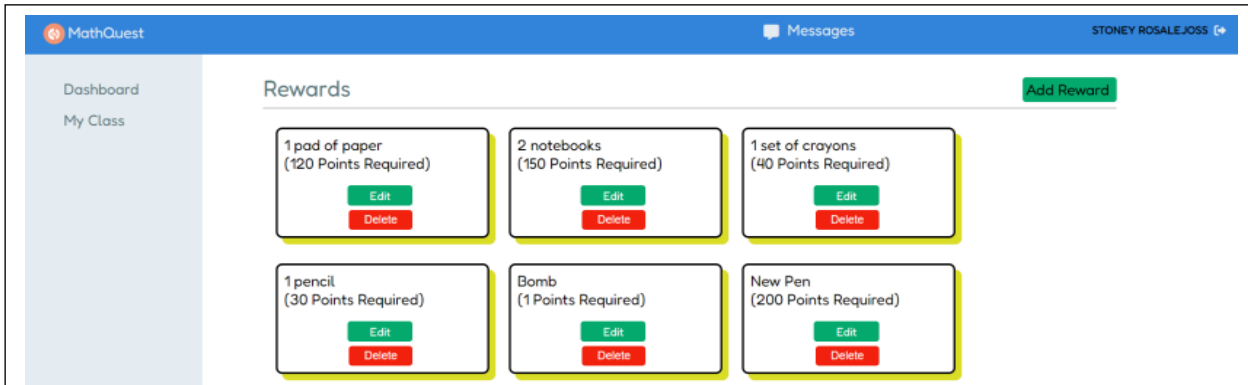 MathQuest
Messages
STONEY ROSALEJOSS
Dashboard
My Class
Rewards
Add Reward
1 pad of paper
(120 Points Required)
Edit
Delete
2 notebooks
(150 Points Required)
Edit
Delete
1 set of crayons
(40 Points Required)
Edit
Delete
1 pencil
(30 Points Required)
Edit
Delete
Bomb
(1 Points Required)
Edit
Delete
New Pen
(200 Points Required)
Edit
Delete